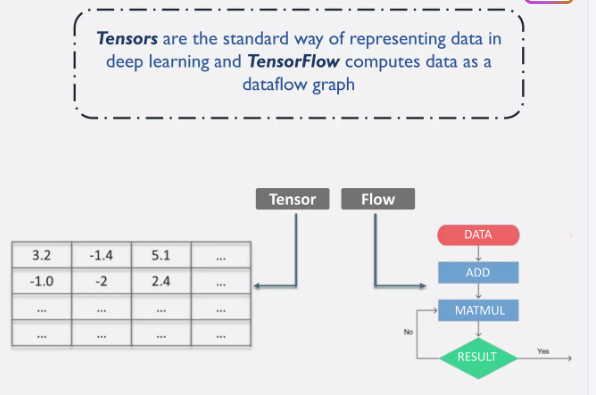 Tensors are the standard way of representing data in
deep learning and TensorFlow computes data as a
dataflow graph
Tensor Flow
3.2 -1.4 5.1 ...
-1.0 -2 2.4 ...
... ... ... ...
... ... ... ...
DATA
ADD
MATMUL
No
RESULT
Yes